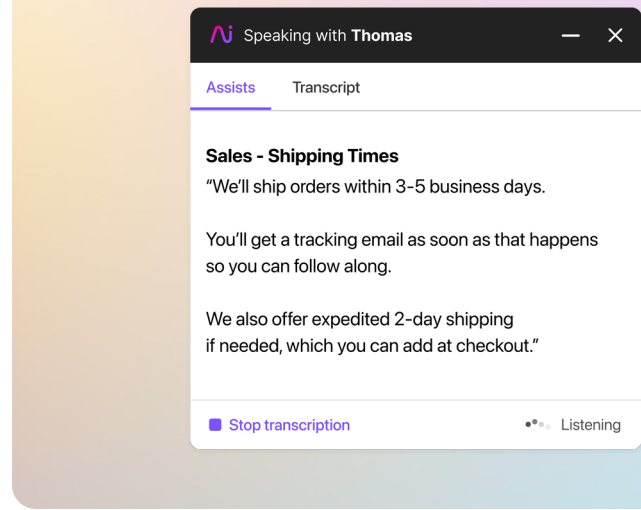 Speaking with Thomas
Assists
Transcript
Sales - Shipping Times
“We’ll ship orders within 3-5 business days.
You’ll get a tracking email as soon as that happens
so you can follow along.
We also offer expedited 2-day shipping
if needed, which you can add at checkout.”
Stop transcription
Listening